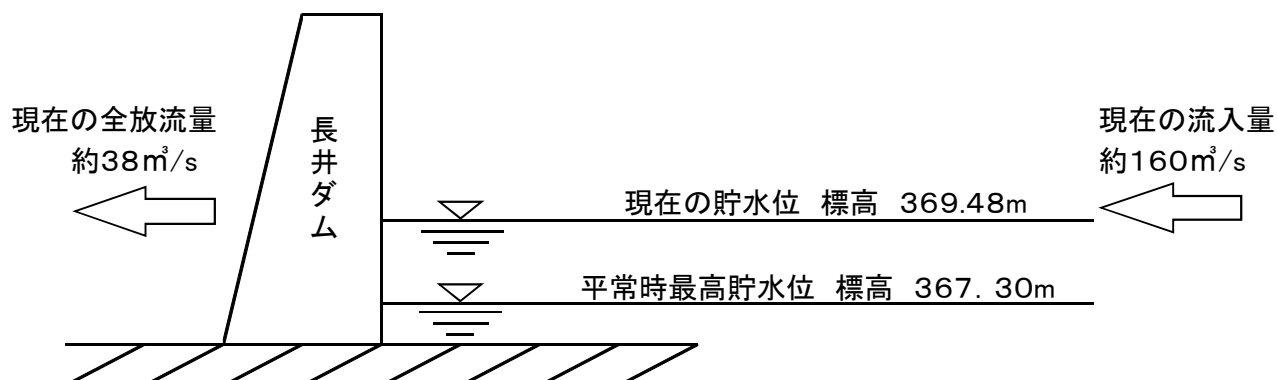 現在の全放流量
約38㎥/s
長井ダム
現在の流入量
約160㎥/s
現在の貯水位 標高 369.48m
平常時最高貯水位 標高 367. 30m